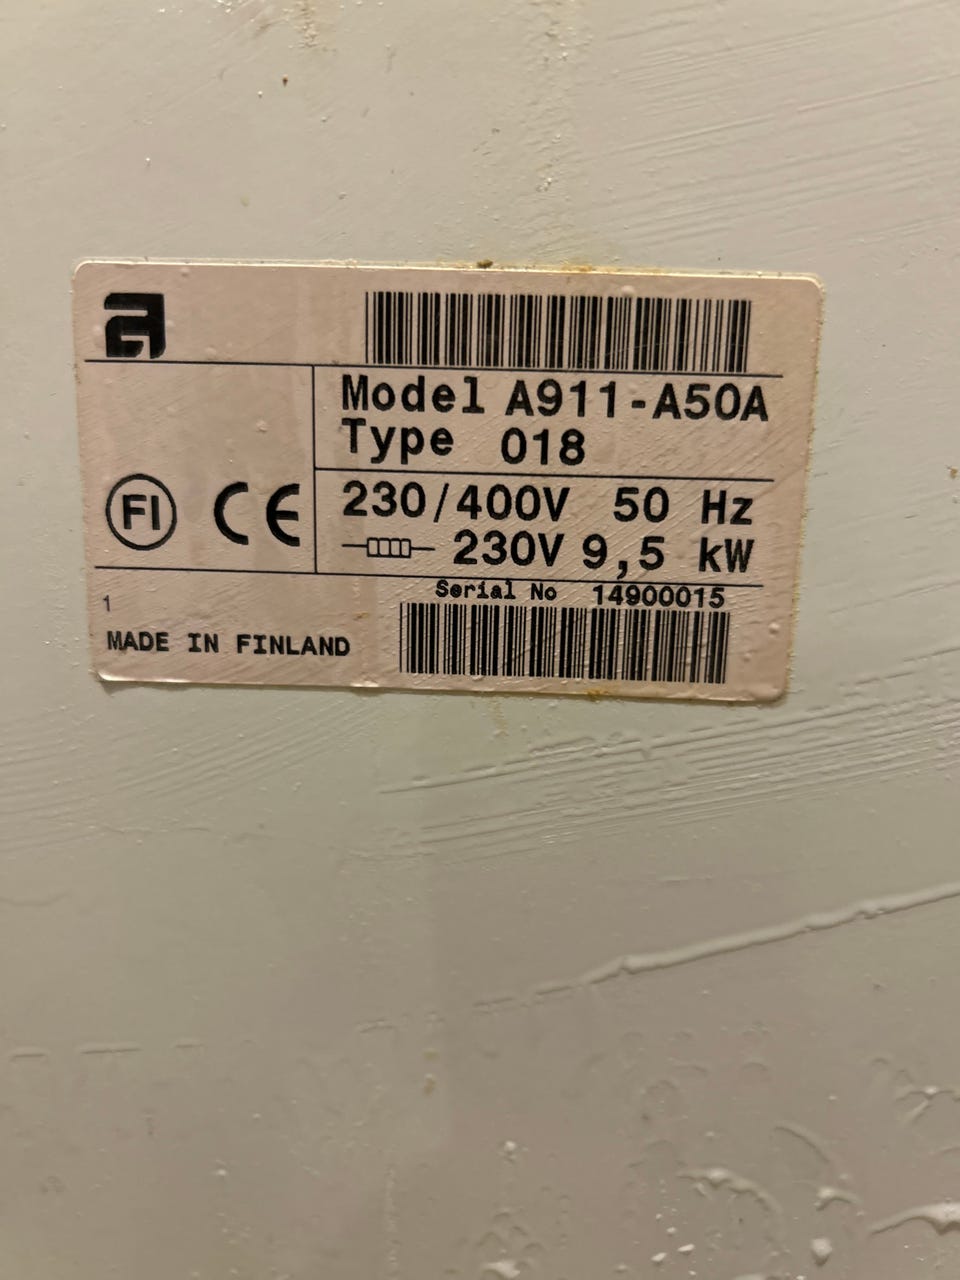 Model A911-A50A
Type 018
230/400V 50 Hz
230V 9,5 kW
FI CE
Serial No 14900015
1
MADE IN FINLAND